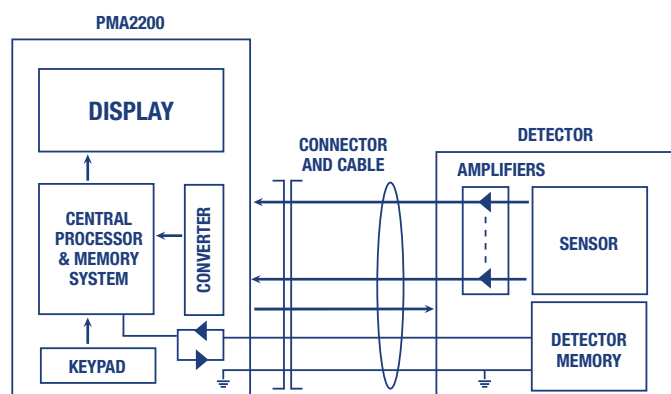 PMA2200
DISPLAY
CENTRAL
PROCESSOR
& MEMORY
SYSTEM
CONVERTER
KEYPAD
CONNECTOR
AND CABLE
DETECTOR
AMPLIFIERS
SENSOR
DETECTOR
MEMORY